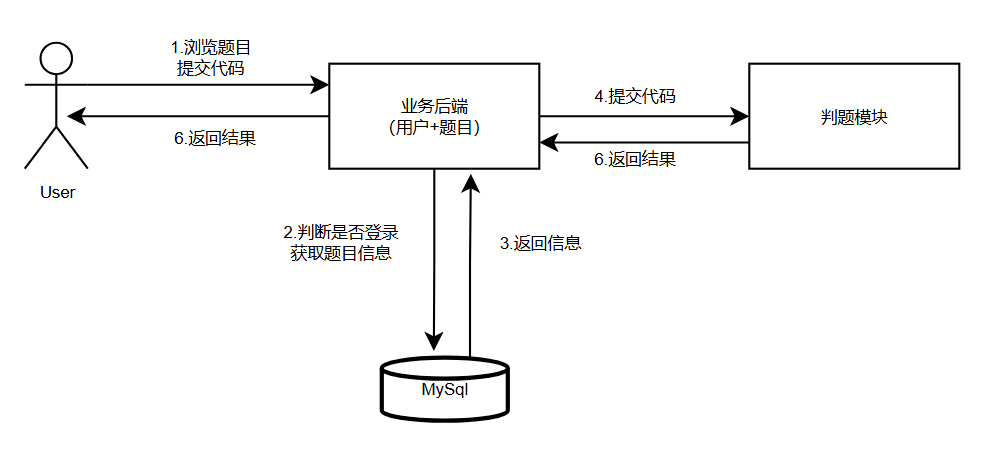 1.浏览题目
提交代码
6.返回结果
User
业务后端
（用户+题目）
4.提交代码
6.返回结果
判题模块
2.判断是否登录
获取题目信息
3.返回信息
MySql